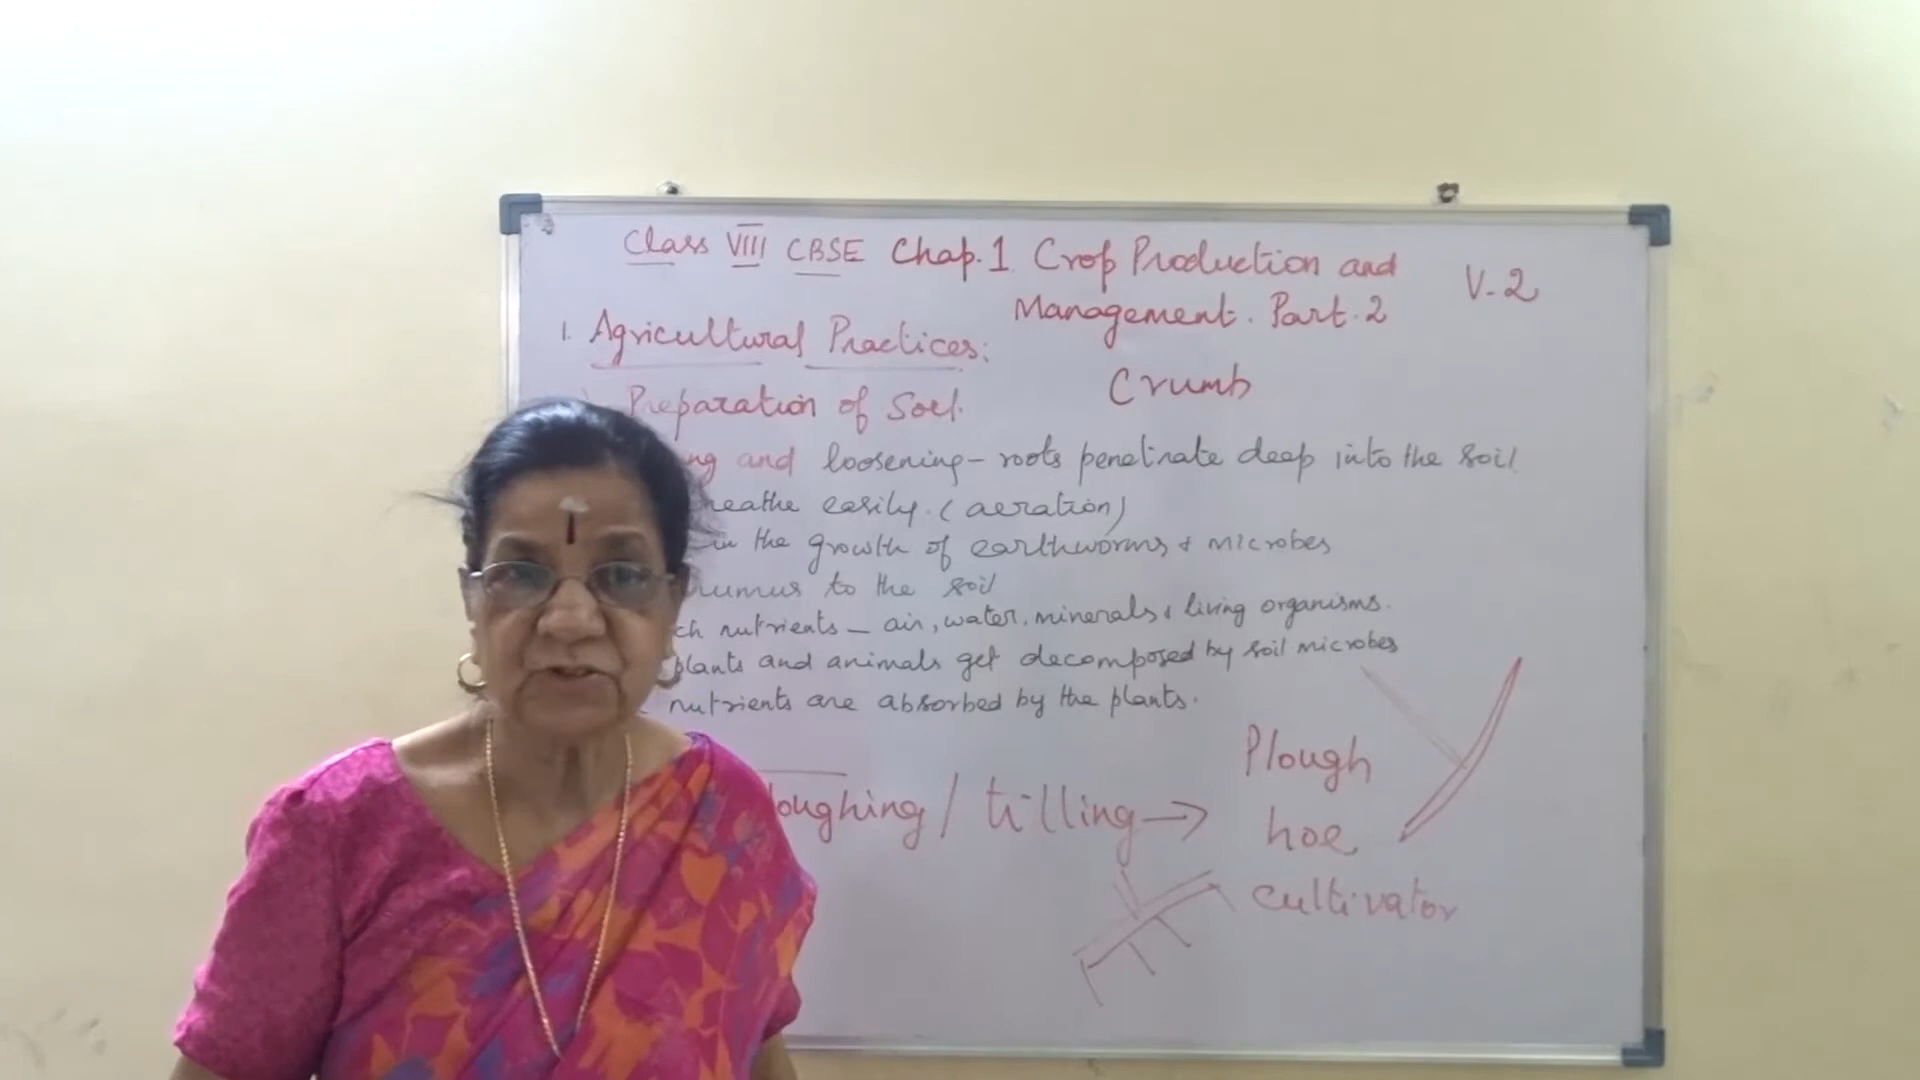 Class VIII CBSE Chap. 1 Crop Production and
Management. Part. 2
V-2
1. Agricultural Practices:
Preparation of Soil.
Crumb
and loosening - roots penetrate deep into the soil
easily. (aeration)
in the growth of earthworms & microbes
to the soil
nutrients - air, water, minerals & living organisms.
plants and animals get decomposed by soil microbes
nutrients are absorbed by the plants.
loughing / tilling → Plough
hoe
cultivator